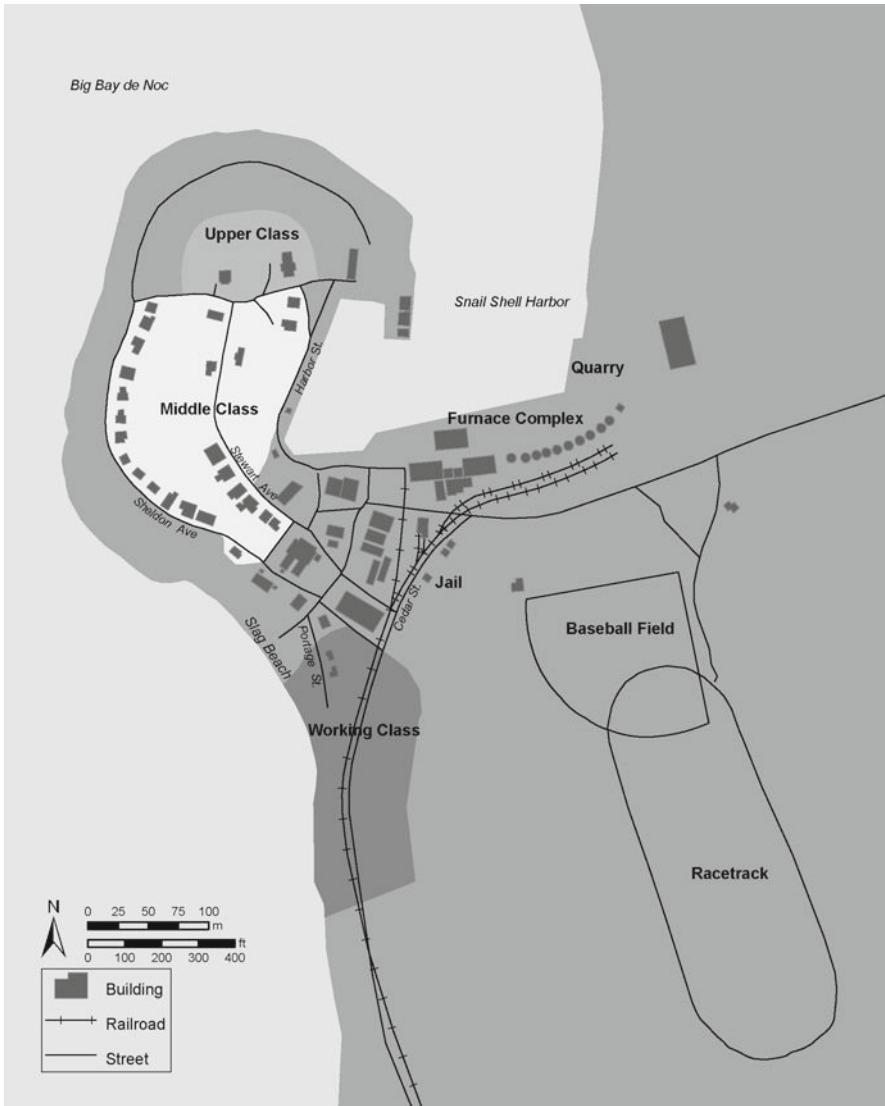 Big Bay de Noc
Upper Class
Snail Shell Harbor
Harbor St.
Quarry
Middle Class
Furnace Complex
Stewart Ave
Sheldon Ave
Jail
Cedar St.
Baseball Field
Slag Beach
Portage St.
Working Class
Racetrack
N
0 25 50 75 100
m
ft
0 100 200 300 400
Building
Railroad
Street